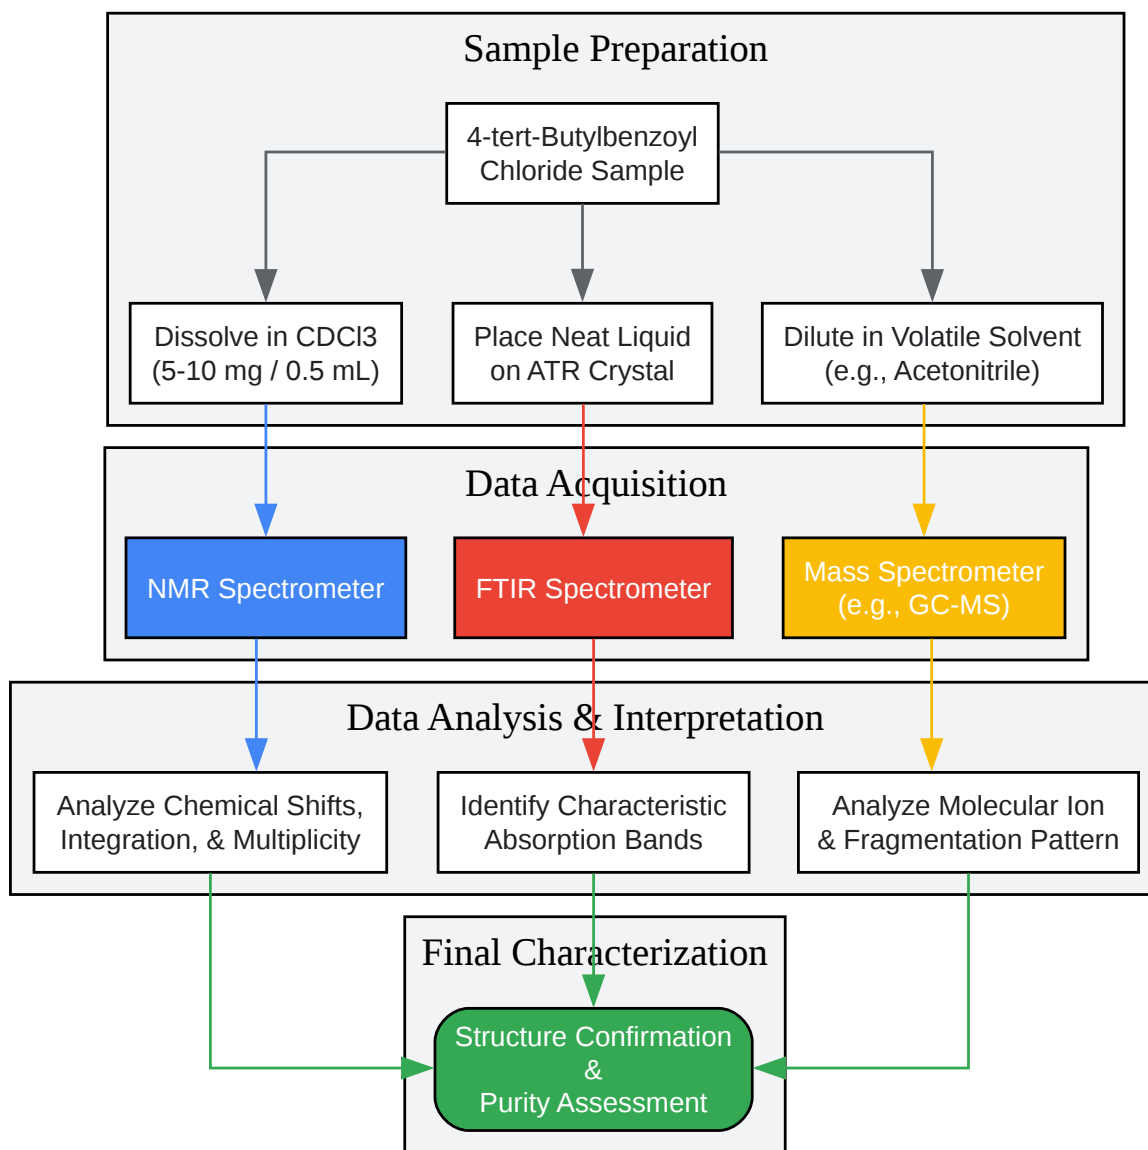 Sample Preparation
4-tert-Butylbenzoyl
Chloride Sample
Dissolve in CDCl3
(5-10 mg / 0.5 mL)
Place Neat Liquid
on ATR Crystal
Dilute in Volatile Solvent
(e.g., Acetonitrile)
Data Acquisition
NMR Spectrometer
FTIR Spectrometer
Mass Spectrometer
(e.g., GC-MS)
Data Analysis & Interpretation
Analyze Chemical Shifts,
Integration, & Multiplicity
Identify Characteristic
Absorption Bands
Analyze Molecular Ion
& Fragmentation Pattern
Final Characterization
Structure Confirmation
&
Purity Assessment